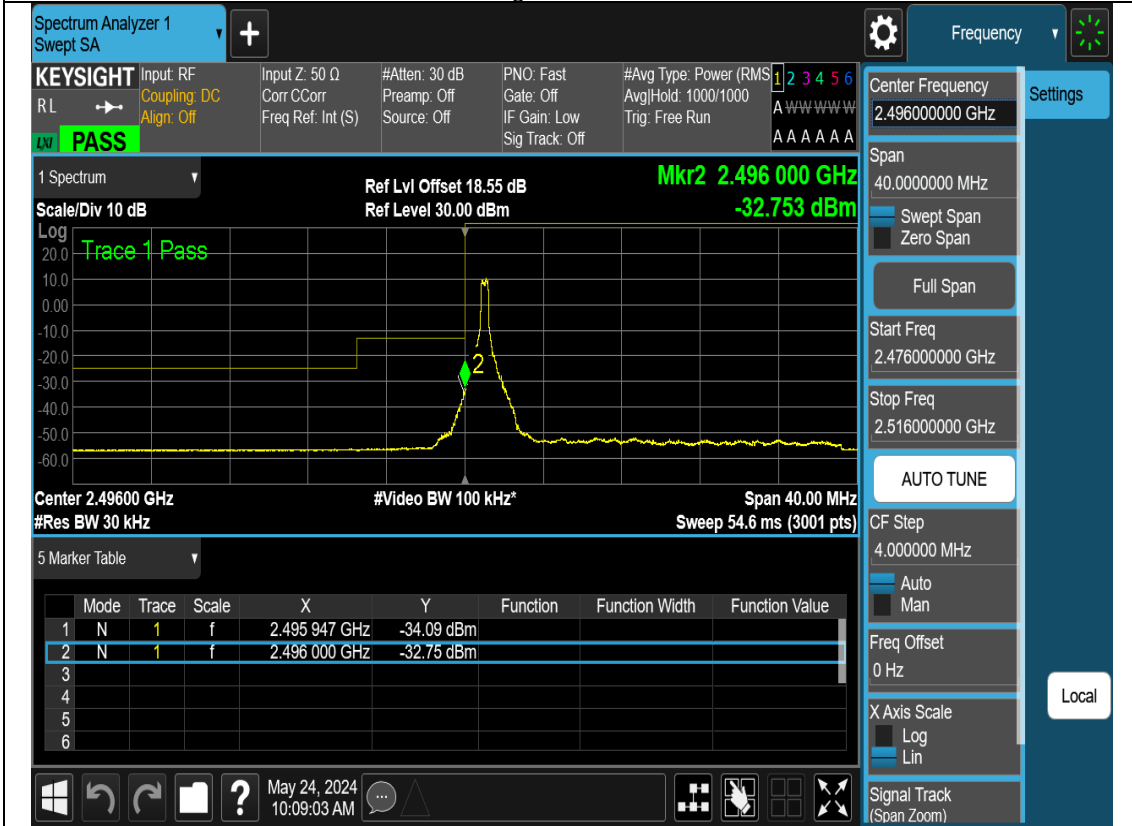 Spectrum Analyzer 1
Swept SA
Frequency
KEYSIGHT
R L
LXI
PASS
Input: RF
Coupling: DC
Align: Off
Input Z: 50 Ω
Corr CCorr
Freq Ref: Int (S)
#Atten: 30 dB
Preamp: Off
Source: Off
PNO: Fast
Gate: Off
IF Gain: Low
Sig Track: Off
#Avg Type: Power (RMS
Avg|Hold: 1000/1000
Trig: Free Run
1 2 3 4 5 6
A W W W W W
A A A A A A
1 Spectrum
Scale/Div 10 dB
Ref Lvl Offset 18.55 dB
Ref Level 30.00 dBm
Mkr2 2.496 000 GHz
-32.753 dBm
Log
Trace 1 Pass
20.0
10.0
0.00
-10.0
-20.0
-30.0
-40.0
-50.0
-60.0
2
Center 2.49600 GHz
#Video BW 100 kHz*
Span 40.00 MHz
#Res BW 30 kHz
Sweep 54.6 ms (3001 pts)
5 Marker Table
Mode Trace Scale X Y Function Function Width Function Value
1 N 1 f 2.495 947 GHz -34.09 dBm
2 N 1 f 2.496 000 GHz -32.75 dBm
3
4
5
6
May 24, 2024
10:09:03 AM
Center Frequency
2.496000000 GHz
Settings
Span
40.0000000 MHz
Swept Span
Zero Span
Full Span
Start Freq
2.476000000 GHz
Stop Freq
2.516000000 GHz
AUTO TUNE
CF Step
4.000000 MHz
Auto
Man
Freq Offset
0 Hz
Local
X Axis Scale
Log
Lin
Signal Track
(Span Zoom)